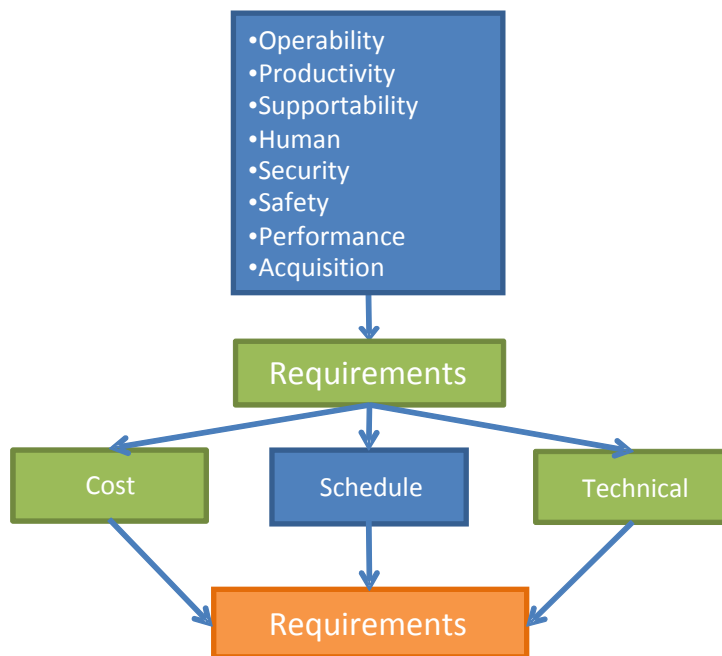 •Operability
•Productivity
•Supportability
•Human
•Security
•Safety
•Performance
•Acquisition
Requirements
Cost
Schedule
Technical
Requirements